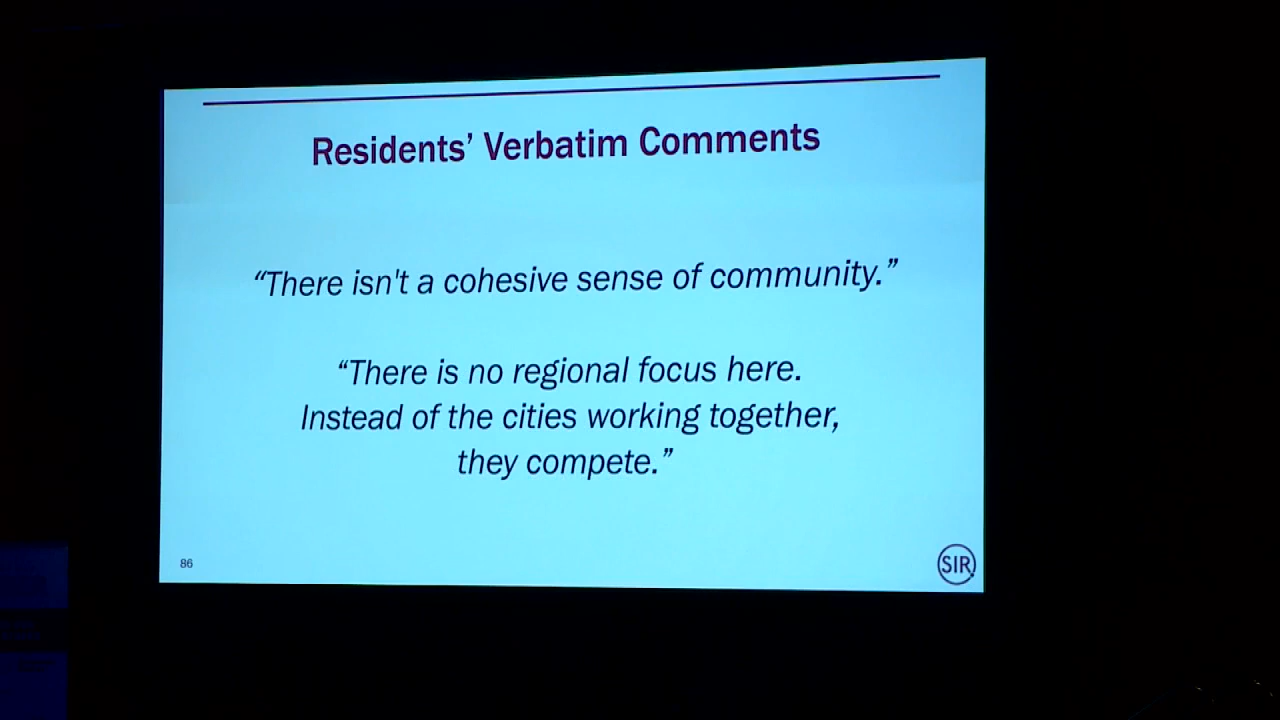 Residents’ Verbatim Comments
“There isn't a cohesive sense of community.”
“There is no regional focus here.
Instead of the cities working together,
they compete.”
86
SIR